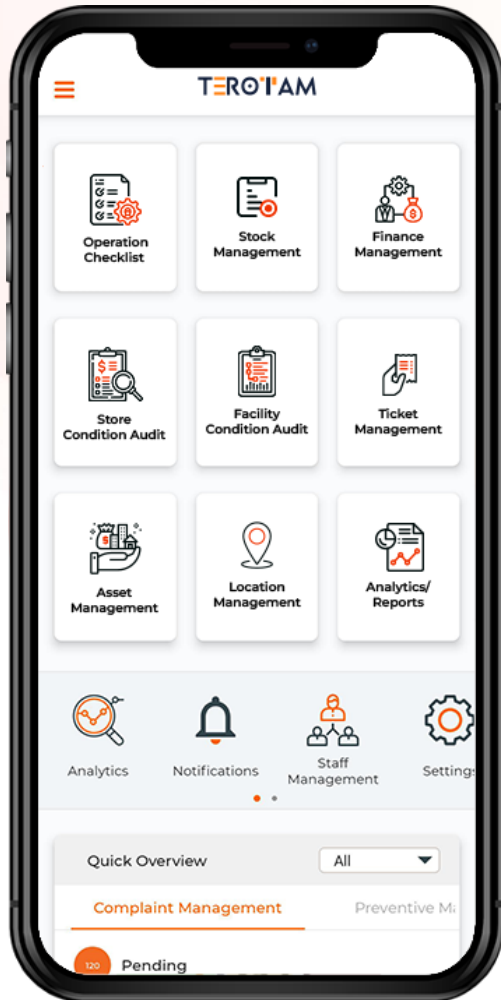 TEROTAM
Operation
Checklist
Stock
Management
Finance
Management
Store
Condition Audit
Facility
Condition Audit
Ticket
Management
Asset
Management
Location
Management
Analytics/
Reports
Analytics
Notifications
Staff
Management
Setting
Quick Overview
All
Complaint Management
Preventive Ma
120
Pending